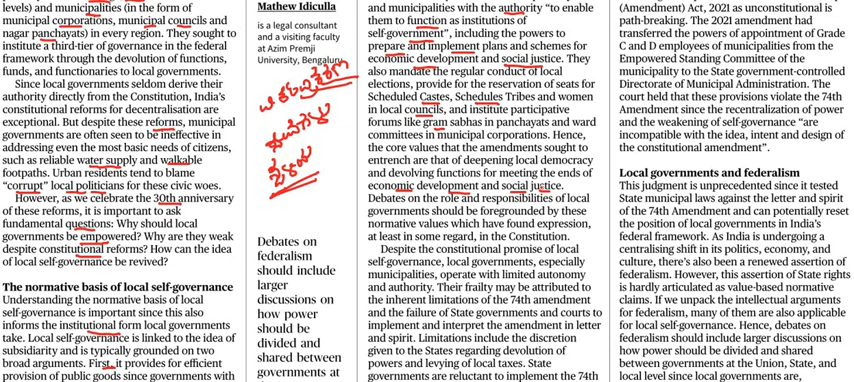 levels) and municipalities (in the form of
municipal corporations, municipal councils and
nagar panchayats) in every region. They sought to
institute a third-tier of governance in the federal
framework through the devolution of functions,
funds, and functionaries to local governments.
Since local governments seldom derive their
authority directly from the Constitution, India's
constitutional reforms for decentralisation are
exceptional. But despite these reforms, municipal
governments are often seen to be ineffective in
addressing even the most basic needs of citizens,
such as reliable water supply and walkable
footpaths. Urban residents tend to blame
"corrupt" local politicians for these civic woes.
However, as we celebrate the 30th anniversary
of these reforms, it is important to ask
fundamental questions: Why should local
governments be empowered? Why are they weak
despite constitutional reforms? How can the idea
of local self-governance be revived?
The normative basis of local self-governance
Understanding the normative basis of local
self-governance is important since this also
informs the institutional form local governments
take. Local self-governance is linked to the idea of
subsidiarity and is typically grounded on two
broad arguments. First, it provides for efficient
provision of public goods since governments with
Mathew Idiculla
is a legal consultant
and a visiting faculty
at Azim Premji
University, Bengaluru
Debates on
federalism
should include
larger
discussions on
how power
should be
divided and
shared between
governments at
and municipalities with the authority "to enable
them to function as institutions of
self-government", including the powers to
prepare and implement plans and schemes for
economic development and social justice. They
also mandate the regular conduct of local
elections, provide for the reservation of seats for
Scheduled Castes, Schedules Tribes and women
in local councils, and institute participative
forums like gram sabhas in panchayats and ward
committees in municipal corporations. Hence,
the core values that the amendments sought to
entrench are that of deepening local democracy
and devolving functions for meeting the ends of
economic development and social justice.
Debates on the role and responsibilities of local
governments should be foregrounded by these
normative values which have found expression,
at least in some regard, in the Constitution.
Despite the constitutional promise of local
self-governance, local governments, especially
municipalities, operate with limited autonomy
and authority. Their frailty may be attributed to
the inherent limitations of the 74th amendment
and the failure of State governments and courts to
implement and interpret the amendment in letter
and spirit. Limitations include the discretion
given to the States regarding devolution of
powers and levying of local taxes. State
governments are reluctant to implement the 74th
(Amendment) Act, 2021 as unconstitutional is
path-breaking. The 2021 amendment had
transferred the powers of appointment of Grade
C and D employees of municipalities from the
Empowered Standing Committee of the
municipality to the State government-controlled
Directorate of Municipal Administration. The
court held that these provisions violate the 74th
Amendment since the recentralization of power
and the weakening of self-governance "are
incompatible with the idea, intent and design of
the constitutional amendment".
Local governments and federalism
This judgment is unprecedented since it tested
State municipal laws against the letter and spirit
of the 74th Amendment and can potentially reset
the position of local governments in India's
federal framework. As India is undergoing a
centralising shift in its politics, economy, and
culture, there's also been a renewed assertion of
federalism. However, this assertion of State rights
is hardly articulated as value-based normative
claims. If we unpack the intellectual arguments
for federalism, many of them are also applicable
for local self-governance. Hence, debates on
federalism should include larger discussions on
how power should be divided and shared
between governments at the Union, State, and
local level since local governments are,